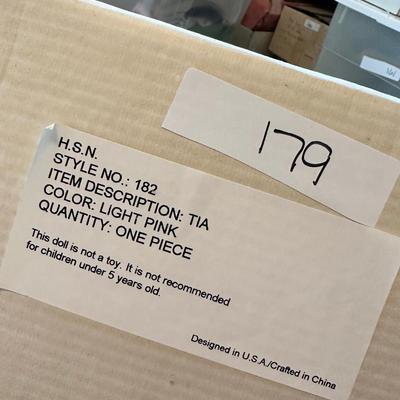 179
H.S.N.
STYLE NO.: 182
ITEM DESCRIPTION: TIA
COLOR: LIGHT PINK
QUANTITY: ONE PIECE
This doll is not a toy. It is not recommended
for children under 5 years old.
Designed in U.S.A./Crafted in China